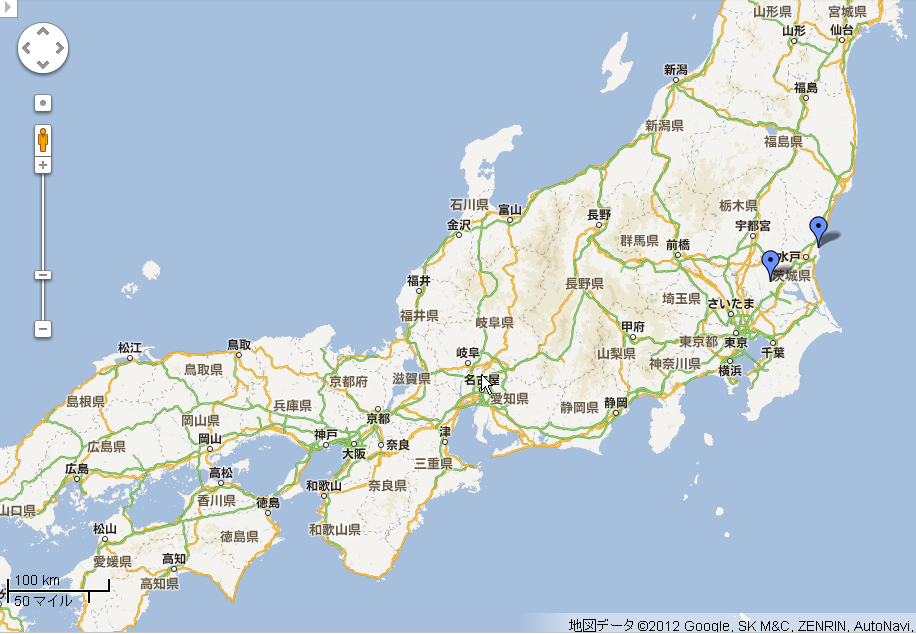 山形県
宮城県
山形
仙台
新潟
福島
新潟県
福島県
石川県
富山
長野
栃木県
金沢
宇都宮
群馬県
前橋
水戸
茨城県
福井
長野県
埼玉県
さいたま
福井県
岐阜県
甲府
東京都
東京
松江
鳥取
岐阜
山梨県
神奈川県
千葉
横浜
鳥取県
京都府
滋賀県
名古屋
愛知県
島根県
兵庫県
静岡県
静岡
岡山県
京都
広島県
岡山
神戸
大阪
奈良
津
広島
高松
三重県
和歌山
奈良県
香川県
徳島
山口県
松山
徳島県
和歌山県
愛媛県
高知
高知県
100 km
50 マイル
地図データ ©2012 Google, SK M&C, ZENRIN, AutoNavi,